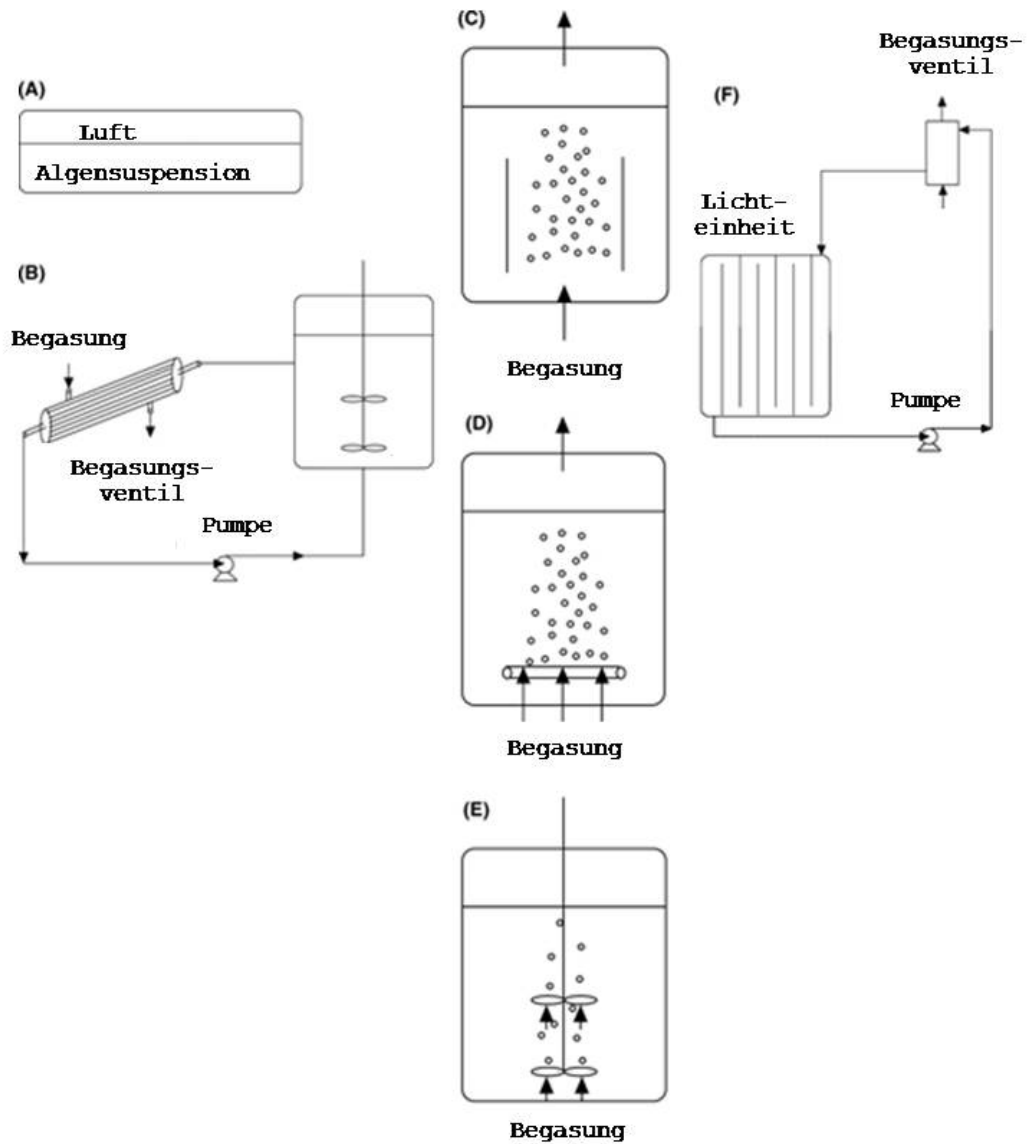 (A)
Luft
Algensuspension
(B)
Begasung
Begasungs-
ventil
Pumpe
(C)
Begasung
(D)
Begasung
(E)
Begasung
(F)
Begasungs-
ventil
Licht-
einheit
Pumpe